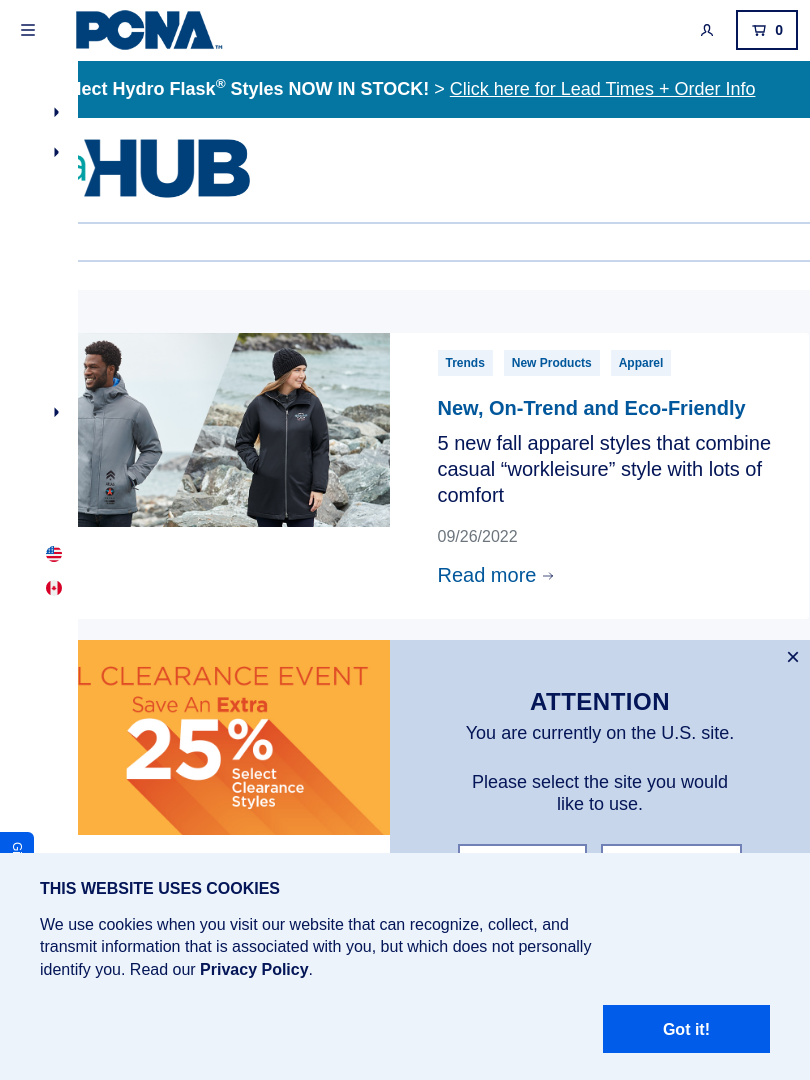 PCNA™
0
lect Hydro Flask® Styles NOW IN STOCK! > Click here for Lead Times + Order Info
HUB
Trends New Products Apparel
New, On-Trend and Eco-Friendly
5 new fall apparel styles that combine
casual “workleisure” style with lots of
comfort
09/26/2022
Read more →
L CLEARANCE EVENT
Save An Extra
25%
Select
Clearance
Styles
×
ATTENTION
You are currently on the U.S. site.
Please select the site you would
like to use.
THIS WEBSITE USES COOKIES
We use cookies when you visit our website that can recognize, collect, and
transmit information that is associated with you, but which does not personally
identify you. Read our Privacy Policy.
Got it!